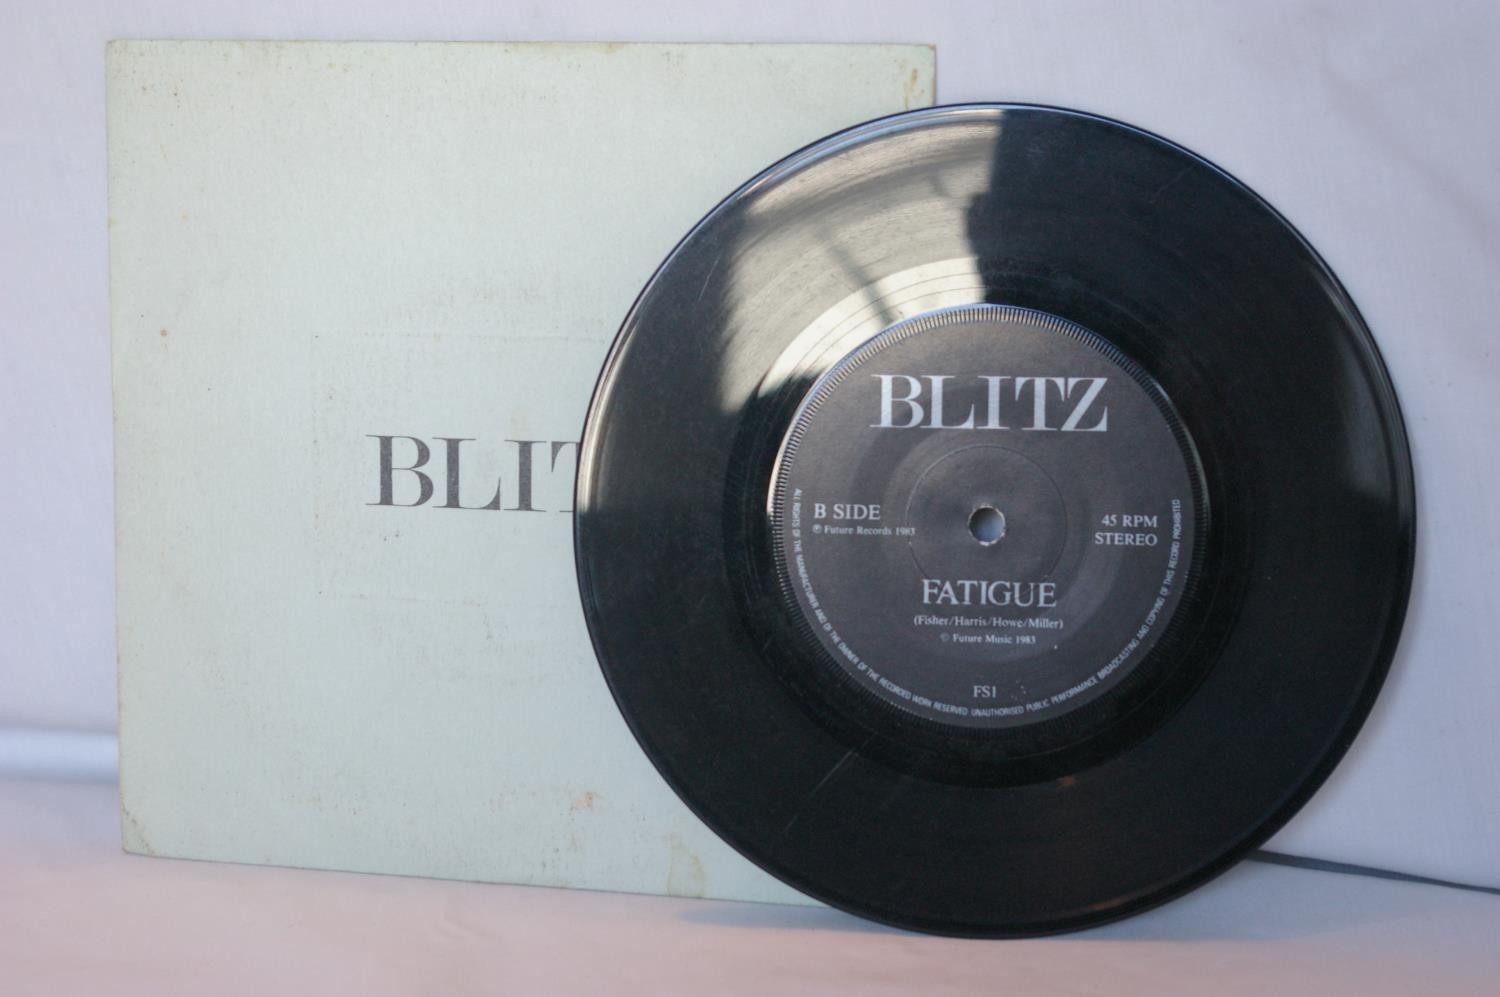 BLIT
BLITZ
B SIDE
℗ Future Records 1983
45 RPM
STEREO
FATIGUE
(Fisher/Harris/Howe/Miller)
© Future Music 1983
FS1
ALL RIGHTS OF THE MANUFACTURER AND OF THE OWNER OF THE RECORDED WORK RESERVED UNAUTHORISED PUBLIC PERFORMANCE BROADCASTING AND COPYING OF THIS RECORD PROHIBITED